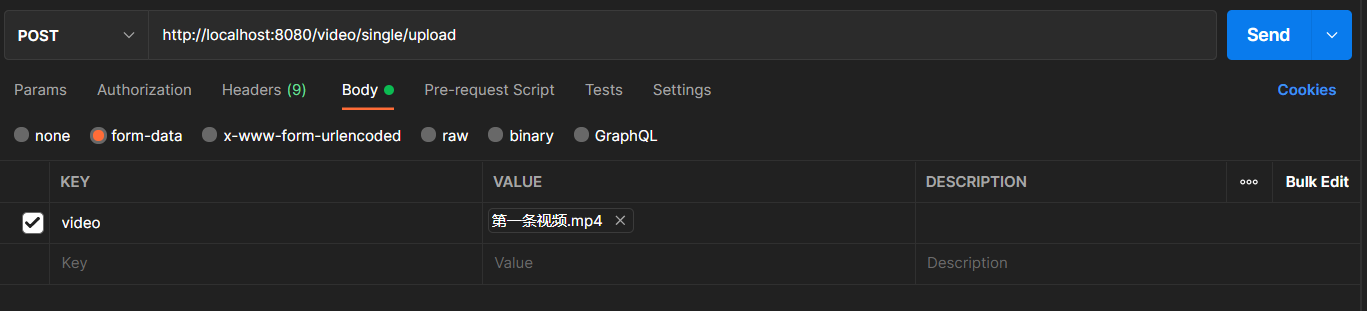 POST http://localhost:8080/video/single/upload Send
Params Authorization Headers (9) Body Pre-request Script Tests Settings Cookies
none form-data x-www-form-urlencoded raw binary GraphQL
KEY VALUE DESCRIPTION ooo Bulk Edit
video 第一条视频.mp4 ×
Key Value Description